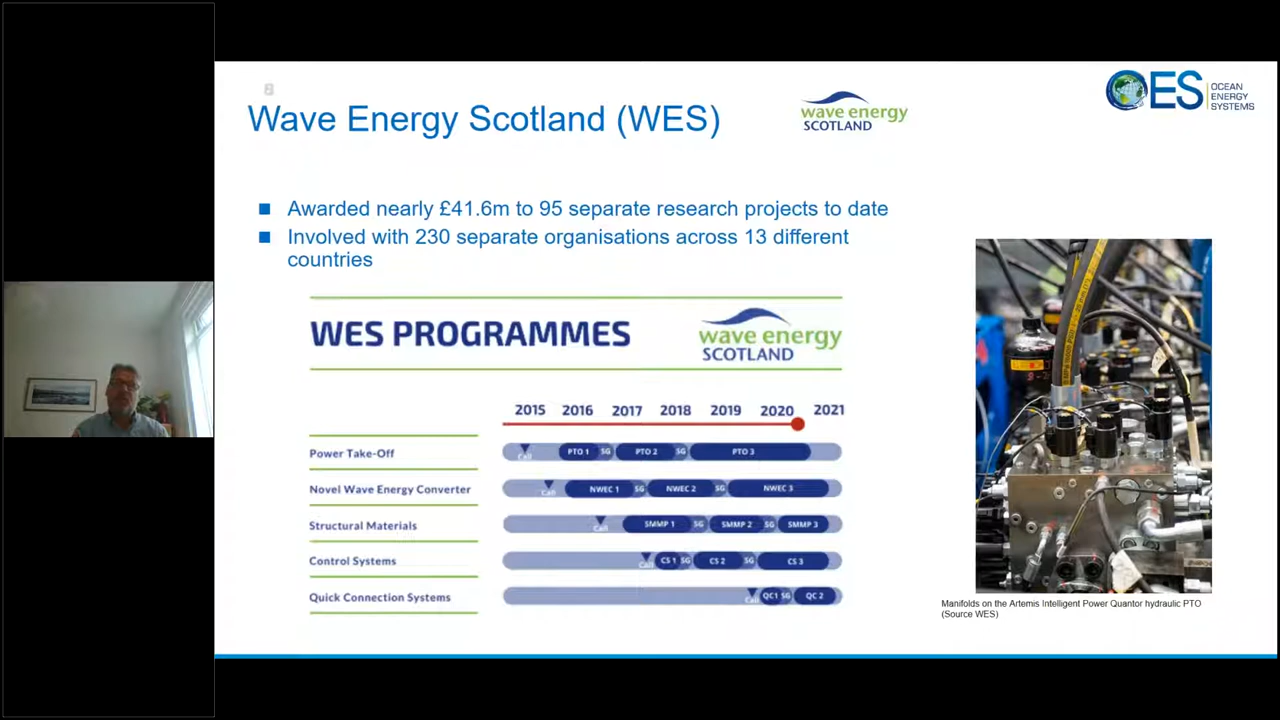 Wave Energy Scotland (WES)
wave energy
SCOTLAND
OES
OCEAN
ENERGY
SYSTEMS
Awarded nearly £41.6m to 95 separate research projects to date
Involved with 230 separate organisations across 13 different
countries
WES PROGRAMMES
wave energy
SCOTLAND
2015 2016 2017 2018 2019 2020 2021
Power Take-Off
Call PTO 1 SG PTO 2 SG PTO 3
Novel Wave Energy Converter
Call NWEC 1 SG NWEC 2 SG NWEC 3
Structural Materials
Call SMMP 1 SG SMMP 2 SG SMMP 3
Control Systems
Call CS 1 SG CS 2 SG CS 3
Quick Connection Systems
Call QC1 SG QC 2
Manifolds on the Artemis Intelligent Power Quantor hydraulic PTO
(Source WES)